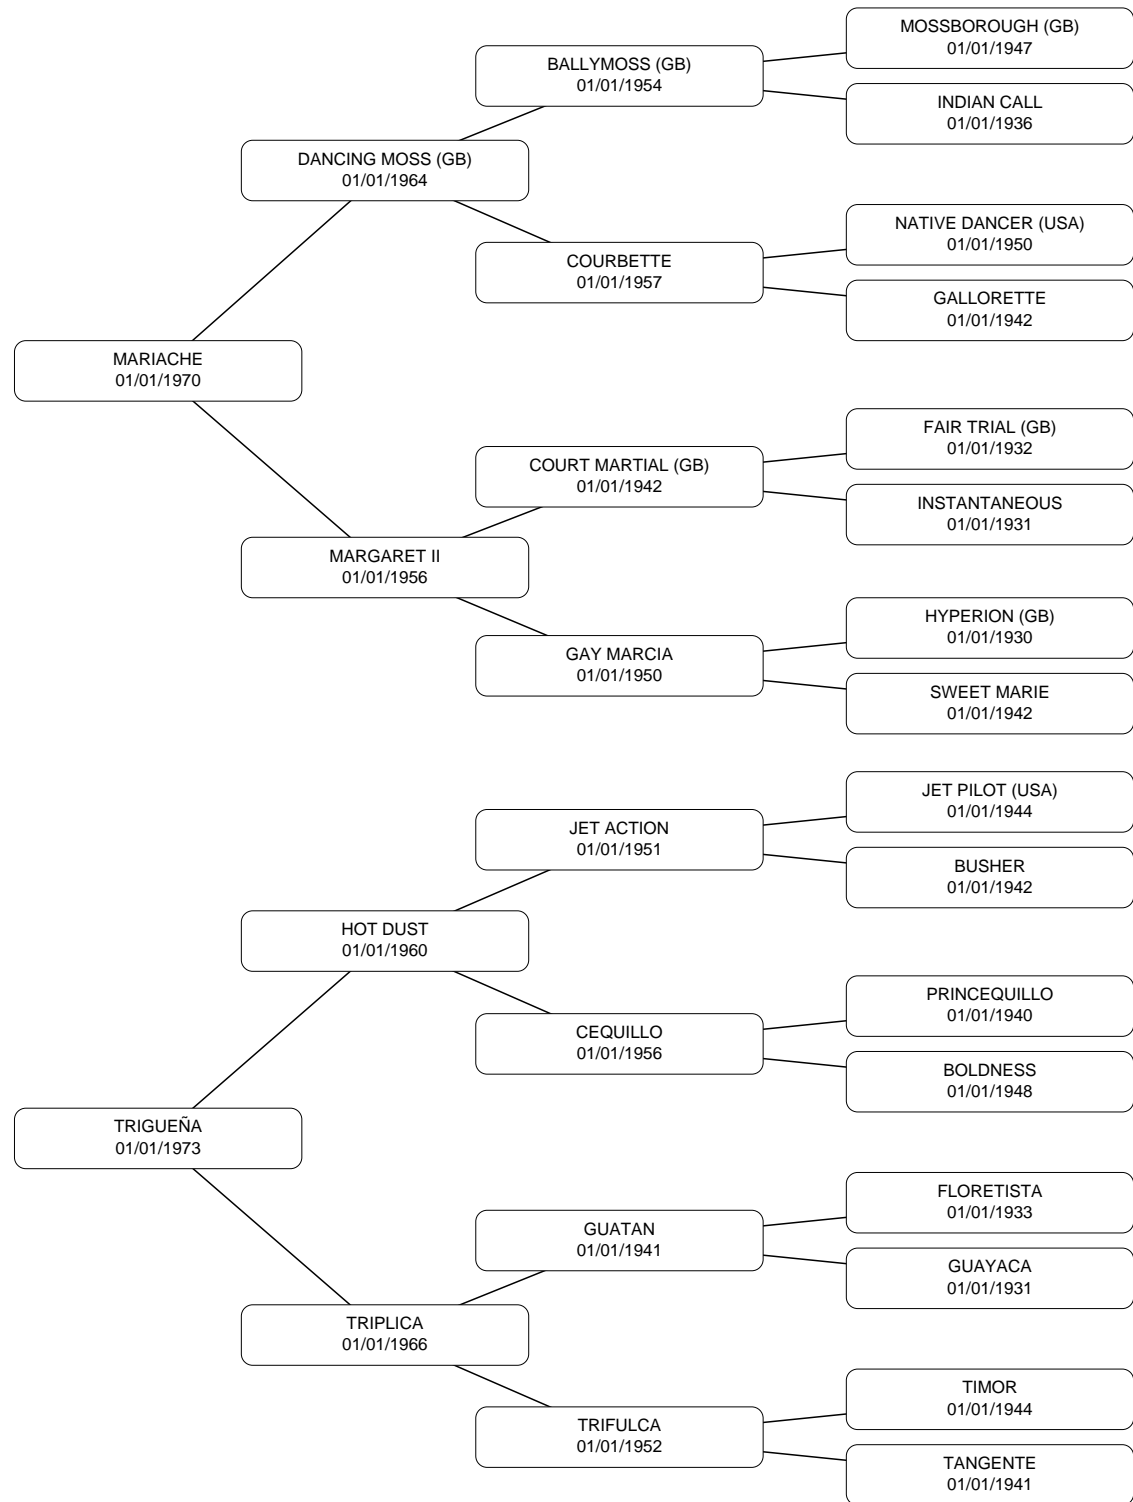 MOSSBOROUGH (GB)
01/01/1947
BALLYMOSS (GB)
01/01/1954
INDIAN CALL
01/01/1936
DANCING MOSS (GB)
01/01/1964
NATIVE DANCER (USA)
01/01/1950
COURBETTE
01/01/1957
GALLORETTE
01/01/1942
MARIACHE
01/01/1970
FAIR TRIAL (GB)
01/01/1932
COURT MARTIAL (GB)
01/01/1942
INSTANTANEOUS
01/01/1931
MARGARET II
01/01/1956
HYPERION (GB)
01/01/1930
GAY MARCIA
01/01/1950
SWEET MARIE
01/01/1942
JET PILOT (USA)
01/01/1944
JET ACTION
01/01/1951
BUSHER
01/01/1942
HOT DUST
01/01/1960
PRINCEQUILLO
01/01/1940
CEQUILLO
01/01/1956
BOLDNESS
01/01/1948
TRIGUEÑA
01/01/1973
FLORETISTA
01/01/1933
GUATAN
01/01/1941
GUAYACA
01/01/1931
TRIPLICA
01/01/1966
TIMOR
01/01/1944
TRIFULCA
01/01/1952
TANGENTE
01/01/1941